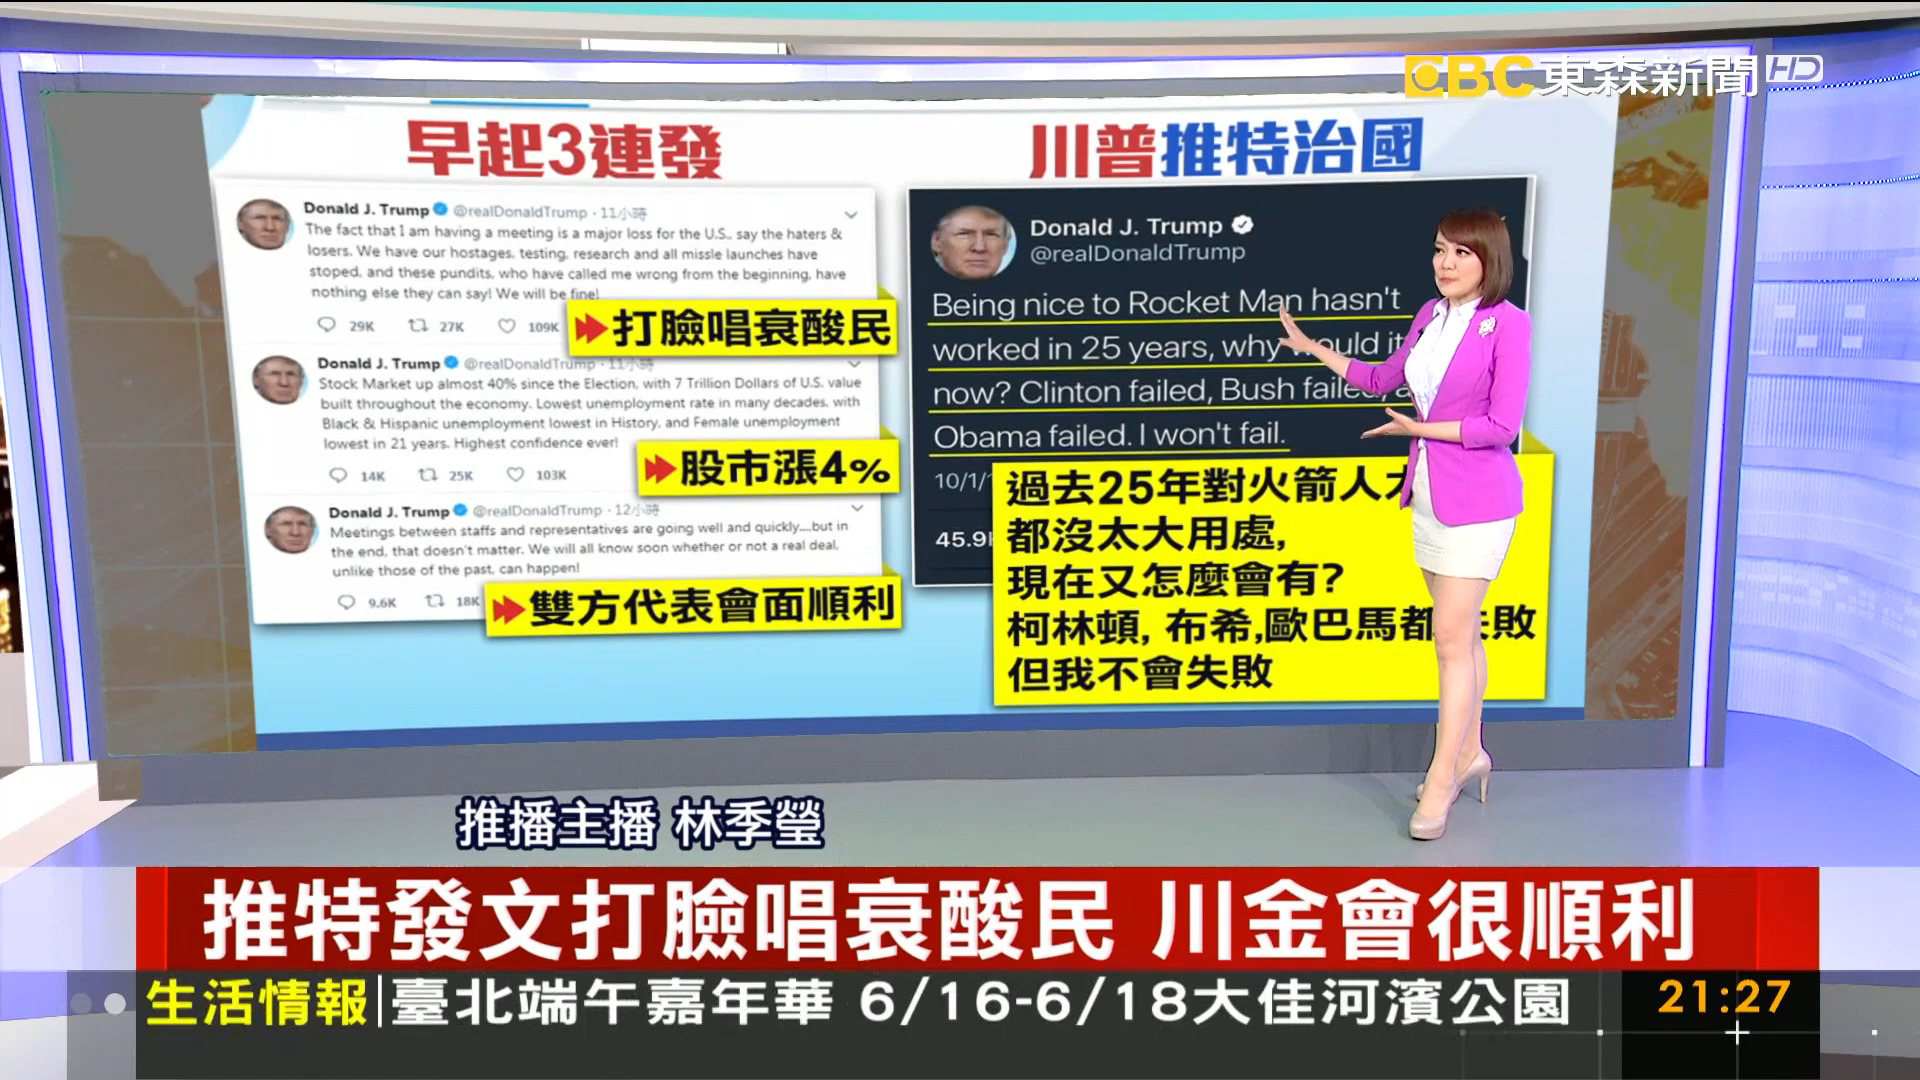 EBC東森新聞HD
早起3連發
Donald J. Trump @realDonaldTrump · 11小時
The fact that I am having a meeting is a major loss for the U.S., say the haters &
losers. We have our hostages, testing, research and all missle launches have
stoped, and these pundits, who have called me wrong from the beginning, have
nothing else they can say! We will be fine!
29K 27K 109K
打臉唱衰酸民
Donald J. Trump @realDonaldTrump · 11小時
Stock Market up almost 40% since the Election, with 7 Trillion Dollars of U.S. value
built throughout the economy. Lowest unemployment rate in many decades, with
Black & Hispanic unemployment lowest in History, and Female unemployment
lowest in 21 years. Highest confidence ever!
14K 25K 103K
股市漲4%
Donald J. Trump @realDonaldTrump · 12小時
Meetings between staffs and representatives are going well and quickly....but in
the end, that doesn't matter. We will all know soon whether or not a real deal,
unlike those of the past, can happen!
9.6K 18K
雙方代表會面順利
川普推特治國
Donald J. Trump
@realDonaldTrump
Being nice to Rocket Man hasn't
worked in 25 years, why would it
now? Clinton failed, Bush failed, a
Obama failed. I won't fail.
10/1/
45.9
過去25年對火箭人
都沒太大用處,
現在又怎麼會有?
柯林頓,布希,歐巴馬都失敗
但我不會失敗
推播主播 林季瑩
推特發文打臉唱衰酸民 川金會很順利
生活情報|臺北端午嘉年華 6/16-6/18大佳河濱公園
21:27